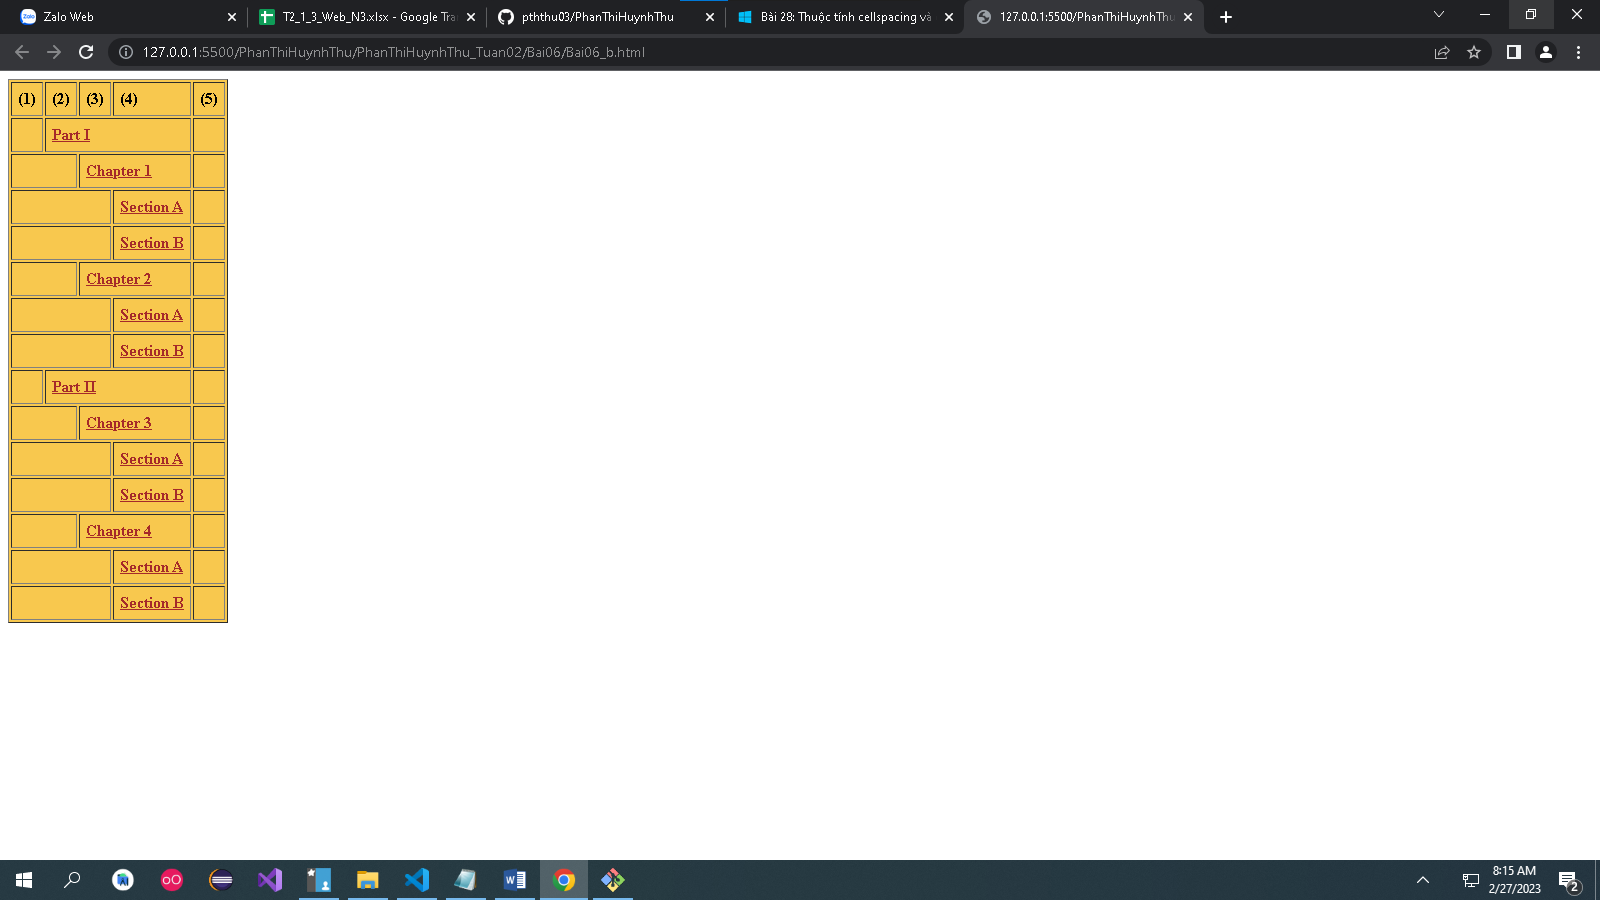 Zalo Web
T2_1_3_Web_N3.xlsx - Google Tra
pththu03/PhanThiHuynhThu
Bài 28: Thuộc tính cellspacing và
127.0.0.1:5500/PhanThiHuynhThu
127.0.0.1:5500/PhanThiHuynhThu/PhanThiHuynhThu_Tuan02/Bai06/Bai06_b.html
(1) (2) (3) (4) (5)
Part I
Chapter 1
Section A
Section B
Chapter 2
Section A
Section B
Part II
Chapter 3
Section A
Section B
Chapter 4
Section A
Section B
8:15 AM
2/27/2023
2